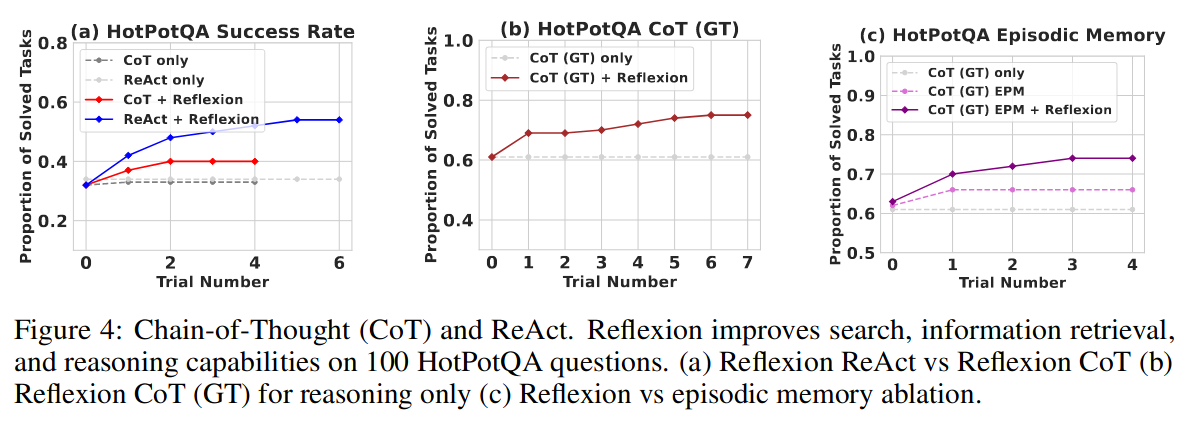 (a) HotPotQA Success Rate
Proportion of Solved Tasks
0.8
0.6
0.4
0.2
CoT only
ReAct only
CoT + Reflexion
ReAct + Reflexion
0 2 4 6
Trial Number
(b) HotPotQA CoT (GT)
Proportion of Solved Tasks
1.0
0.8
0.6
0.4
CoT (GT) only
CoT (GT) + Reflexion
0 1 2 3 4 5 6 7
Trial Number
(c) HotPotQA Episodic Memory
Proportion of Solved Tasks
1.0
0.9
0.8
0.7
0.6
0.5
CoT (GT) only
CoT (GT) EPM
CoT (GT) EPM + Reflexion
0 1 2 3 4
Trial Number
Figure 4: Chain-of-Thought (CoT) and ReAct. Reflexion improves search, information retrieval,
and reasoning capabilities on 100 HotPotQA questions. (a) Reflexion ReAct vs Reflexion CoT (b)
Reflexion CoT (GT) for reasoning only (c) Reflexion vs episodic memory ablation.